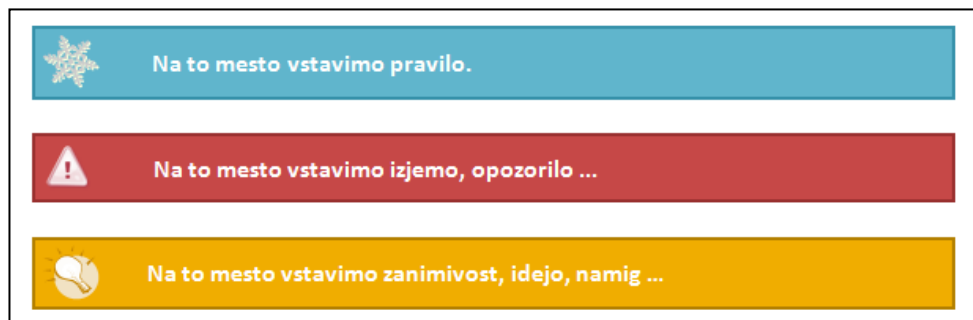 Na to mesto vstavimo pravilo.
Na to mesto vstavimo izjemo, opozorilo ...
Na to mesto vstavimo zanimivost, idejo, namig ...